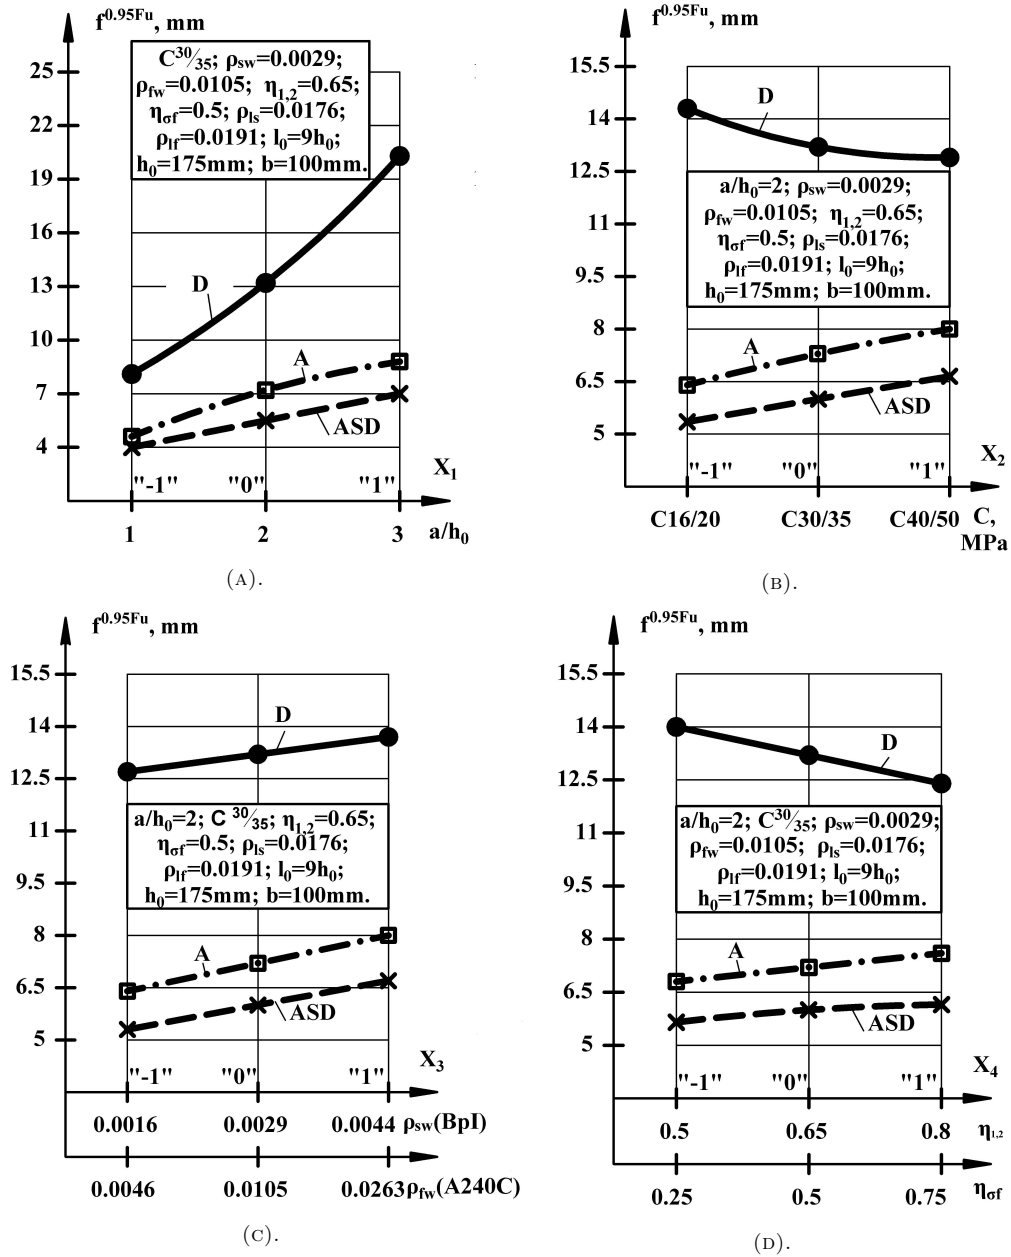 f0.95Fu, mm
C30/35; ρsw=0.0029;
ρfw=0.0105; η1,2=0.65;
ησf=0.5; ρls=0.0176;
ρlf=0.0191; l0=9h0;
h0=175mm; b=100mm.
25
22
19
16
13
10
7
4
D
A
ASD
X1
"-1" "0" "1"
1 2 3 a/h0
(A).
f0.95Fu, mm
15.5
14
12.5
11
9.5
8
6.5
5
D
a/h0=2; ρsw=0.0029;
ρfw=0.0105; η1,2=0.65;
ησf=0.5; ρls=0.0176;
ρlf=0.0191; l0=9h0;
h0=175mm; b=100mm.
A
ASD
X2
"-1" "0" "1"
C16/20 C30/35 C40/50 C,
MPa
(B).
f0.95Fu, mm
15.5
14
12.5
11
9.5
8
6.5
5
D
a/h0=2; C 30/35; η1,2=0.65;
ησf=0.5; ρls=0.0176;
ρlf=0.0191; l0=9h0;
h0=175mm; b=100mm.
A
ASD
X3
"-1" "0" "1"
0.0016 0.0029 0.0044 ρsw(BpI)
0.0046 0.0105 0.0263 ρfw(A240C)
(C).
f0.95Fu, mm
15.5
14
12.5
11
9.5
8
6.5
5
D
a/h0=2; C30/35; ρsw=0.0029;
ρfw=0.0105; ρls=0.0176;
ρlf=0.0191; l0=9h0;
h0=175mm; b=100mm.
A
ASD
X4
"-1" "0" "1"
0.5 0.65 0.8 η1,2
0.25 0.5 0.75 ησf
(D).